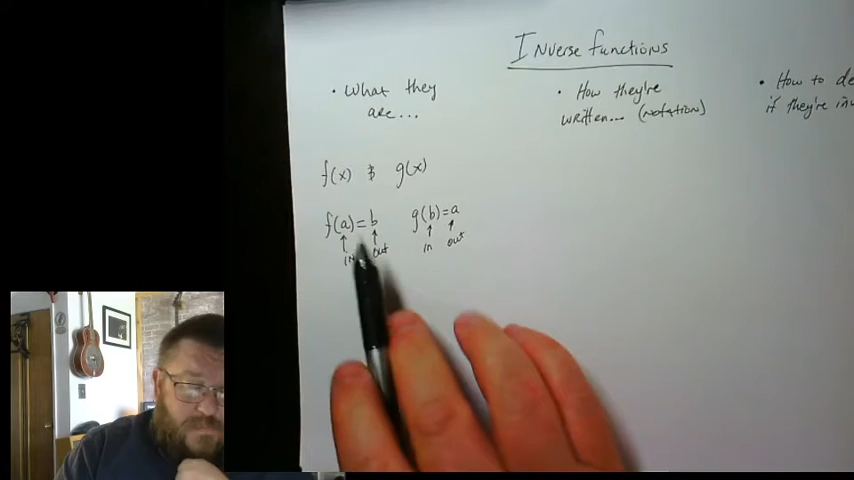 Inverse functions
• What they
are...
• How they're
written... (notation)
• How to de
if they're inv
f(x) & g(x)
f(a)=b g(b)=a
↑ ↑ ↑ ↑
in out in out